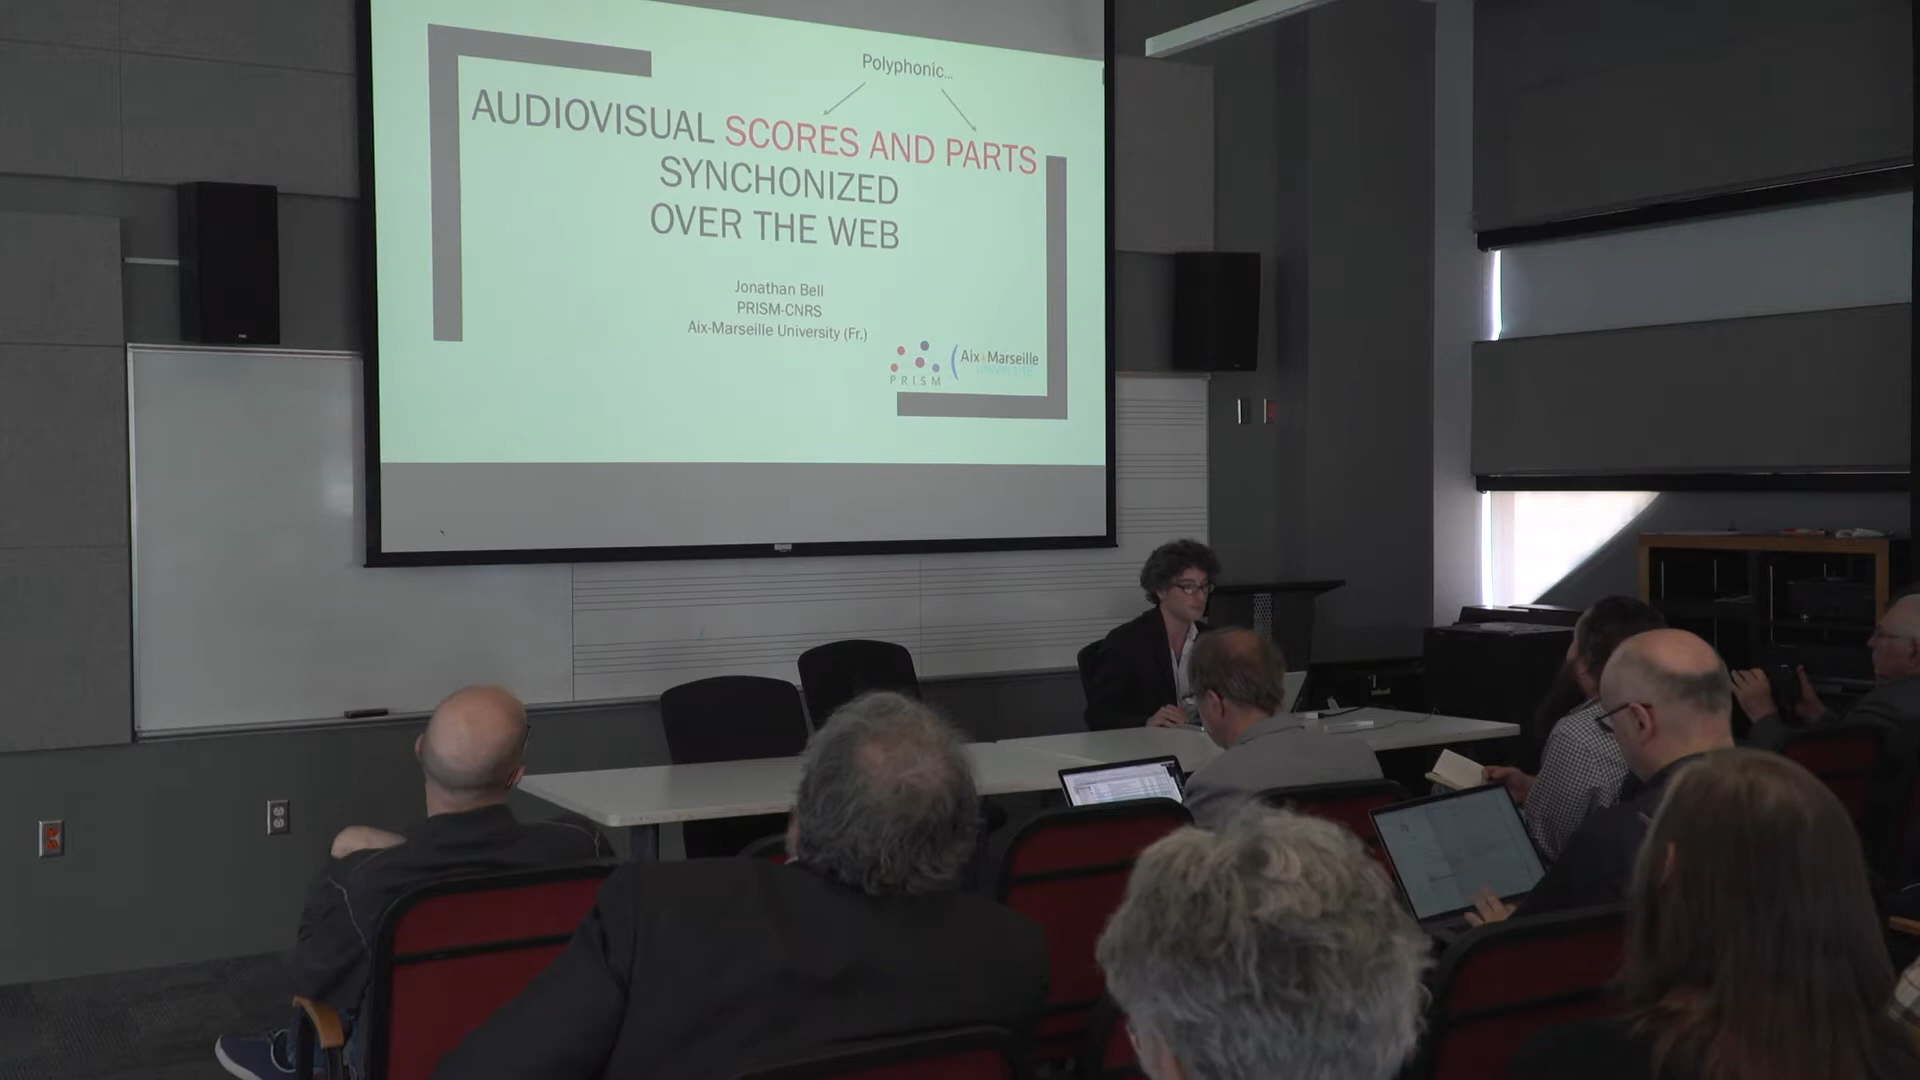 Polyphonic...
AUDIOVISUAL SCORES AND PARTS
SYNCHONIZED
OVER THE WEB
Jonathan Bell
PRISM-CNRS
Aix-Marseille University (Fr.)
PRISM
Aix Marseille
université